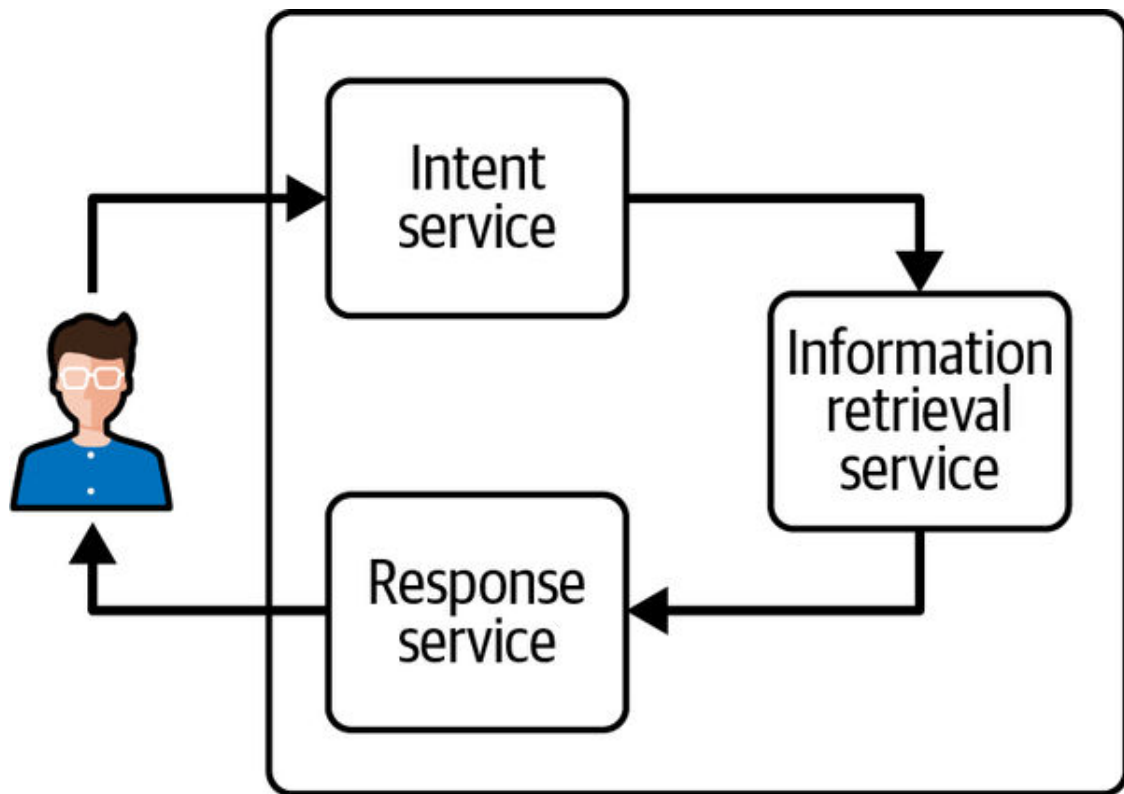 Intent
service
Information
retrieval
service
Response
service